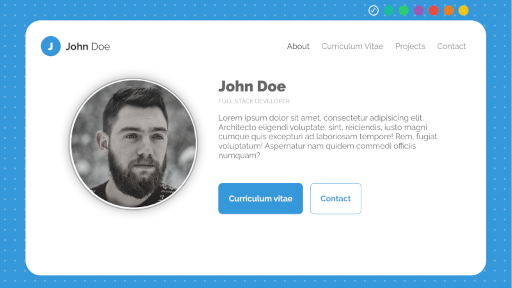 J John Doe About Curriculum Vitae Projects Contact
John Doe
FULL STACK DEVELOPER
Lorem ipsum dolor sit amet, consectetur adipisicing elit.
Architecto eligendi voluptate, sint, reiciendis, iusto magni
cumque quis excepturi ad laboriosam tempore! Rem, fugiat
voluptatum! Aspernatur nam quidem commodi officiis
numquam?
Curriculum vitae Contact